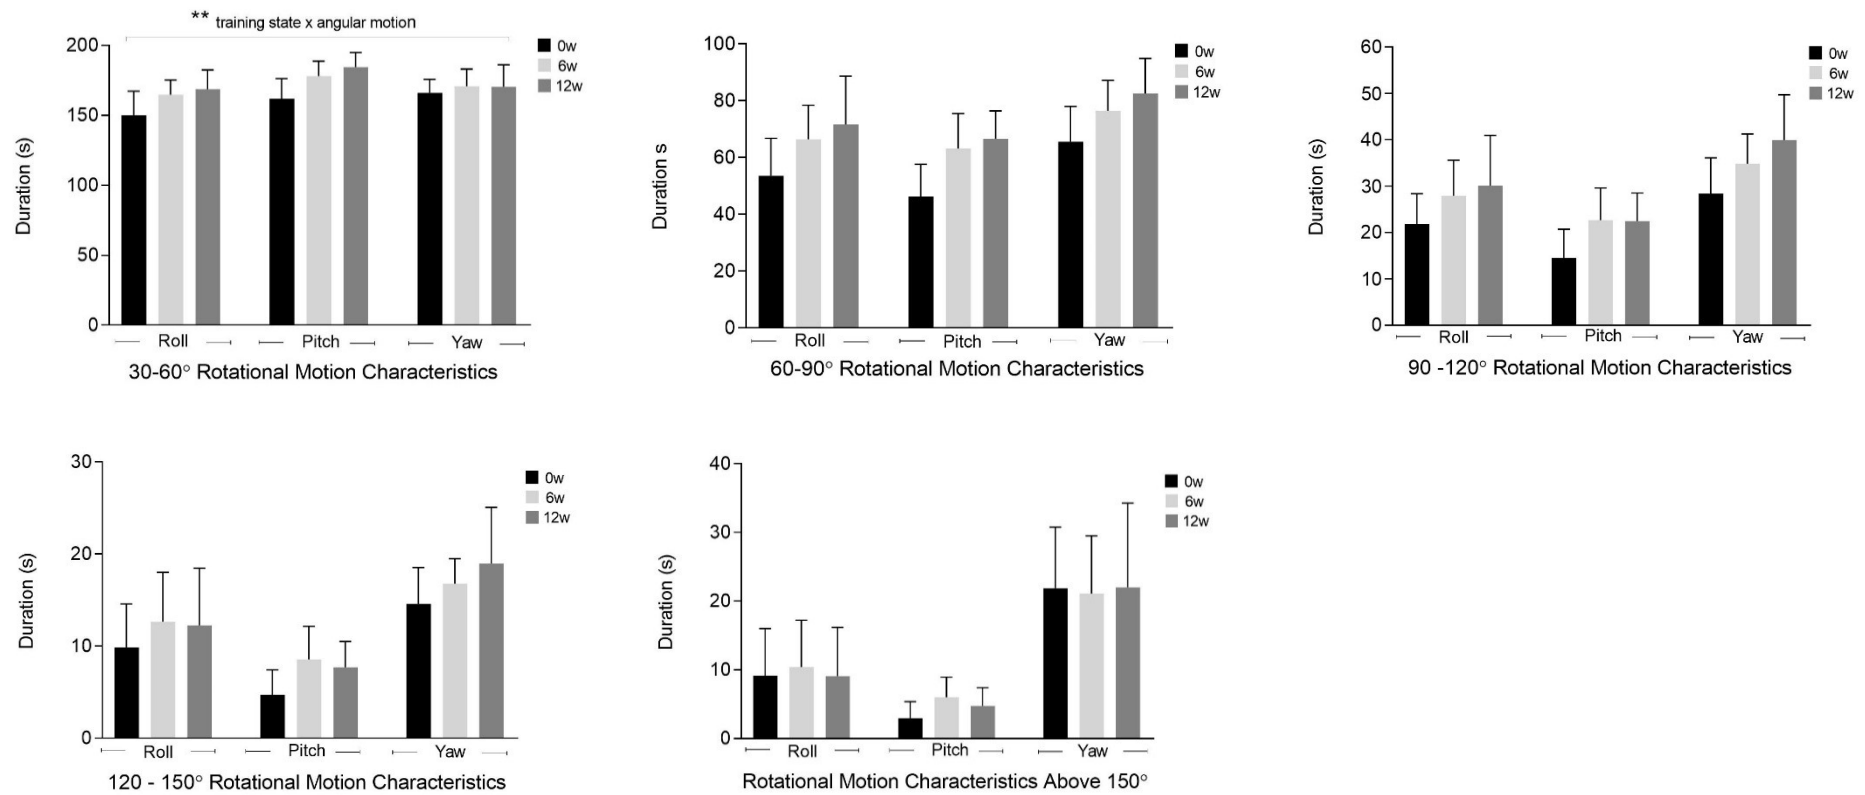 ** training state x angular motion
Duration (s)
200
150
100
50
0
0w
6w
12w
Roll
Pitch
Yaw
30-60° Rotational Motion Characteristics
Duration s
100
80
60
40
20
0
0w
6w
12w
Roll
Pitch
Yaw
60-90° Rotational Motion Characteristics
Duration (s)
60
50
40
30
20
10
0
0w
6w
12w
Roll
Pitch
Yaw
90 -120° Rotational Motion Characteristics
Duration (s)
30
20
10
0
0w
6w
12w
Roll
Pitch
Yaw
120 - 150° Rotational Motion Characteristics
Duration (s)
40
30
20
10
0
0w
6w
12w
Roll
Pitch
Yaw
Rotational Motion Characteristics Above 150°